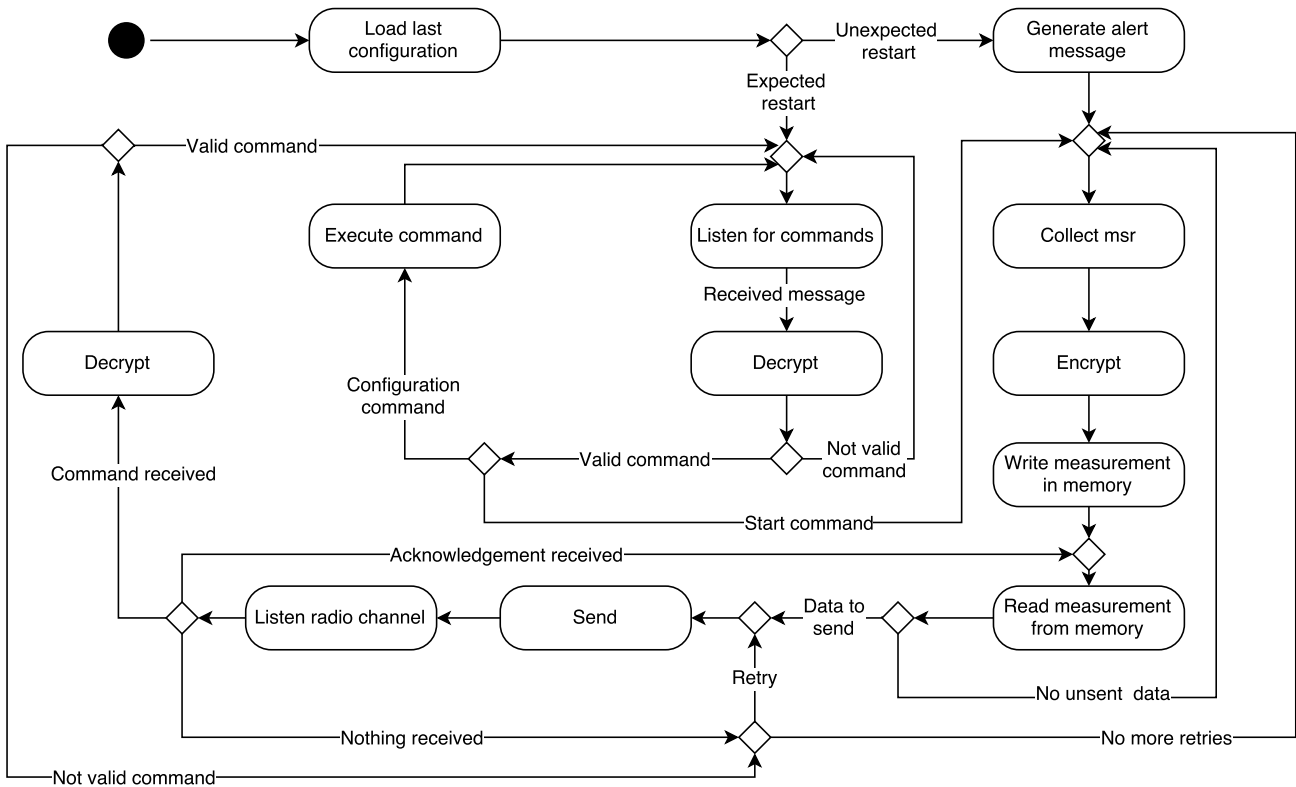 Load last
configuration
Unexpected
restart
Generate alert
message
Expected
restart
Valid command
Execute command
Listen for commands
Collect msr
Received message
Decrypt
Decrypt
Encrypt
Configuration
command
Valid command
Not valid
command
Write measurement
in memory
Command received
Start command
Acknowledgement received
Listen radio channel
Send
Data to
send
Read measurement
from memory
Retry
No unsent data
Nothing received
No more retries
Not valid command